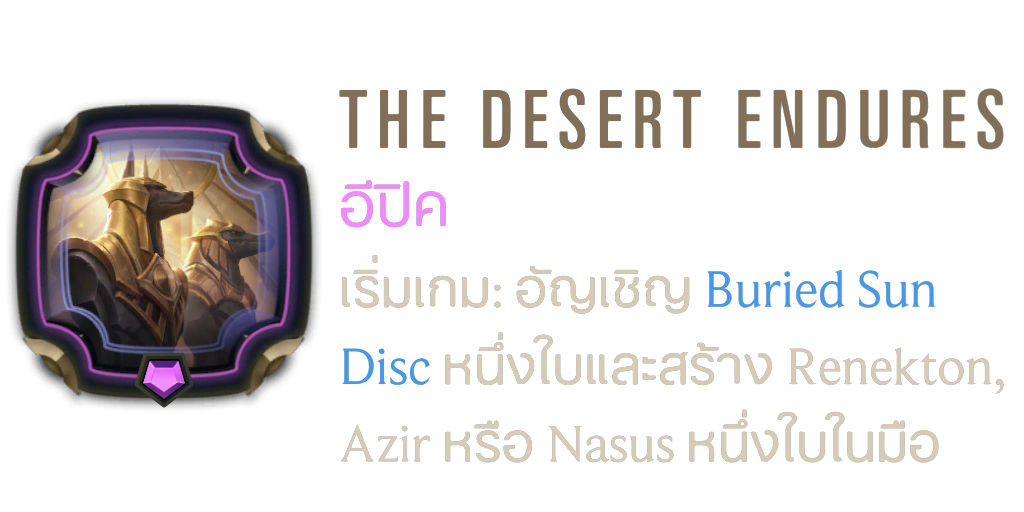 THE DESERT ENDURES
อีปิค
เริ่มเกม: อัญเชิญ Buried Sun
Disc หนึ่งใบและสร้าง Renekton,
Azir หรือ Nasus หนึ่งใบในมือ